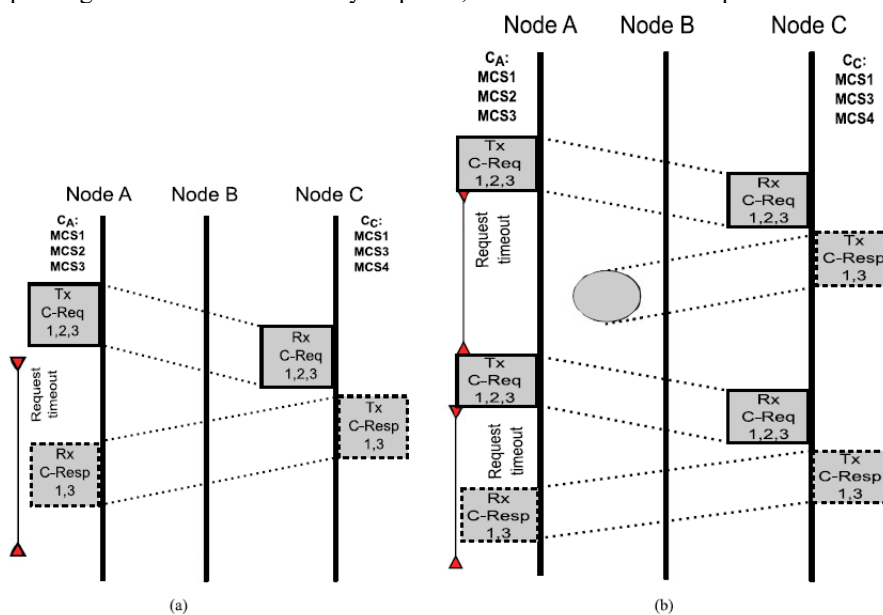 Node A Node B Node C
CA:
MCS1
MCS2
MCS3
CC:
MCS1
MCS3
MCS4
Tx
C-Req
1,2,3
Rx
C-Req
1,2,3
Request
timeout
Tx
C-Resp
1,3
Rx
C-Resp
1,3
(a)
Node A Node B Node C
CA:
MCS1
MCS2
MCS3
CC:
MCS1
MCS3
MCS4
Tx
C-Req
1,2,3
Rx
C-Req
1,2,3
Request
timeout
Tx
C-Resp
1,3
Tx
C-Req
1,2,3
Rx
C-Req
1,2,3
Request
timeout
Tx
C-Resp
1,3
Rx
C-Resp
1,3
(b)